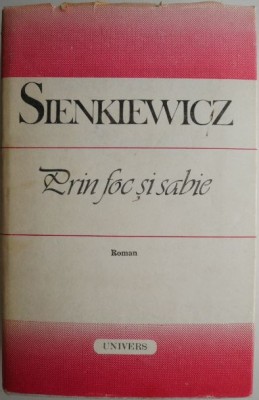 SIENKIEWICZ
Prin foc și sabie
Roman
UNIVERS